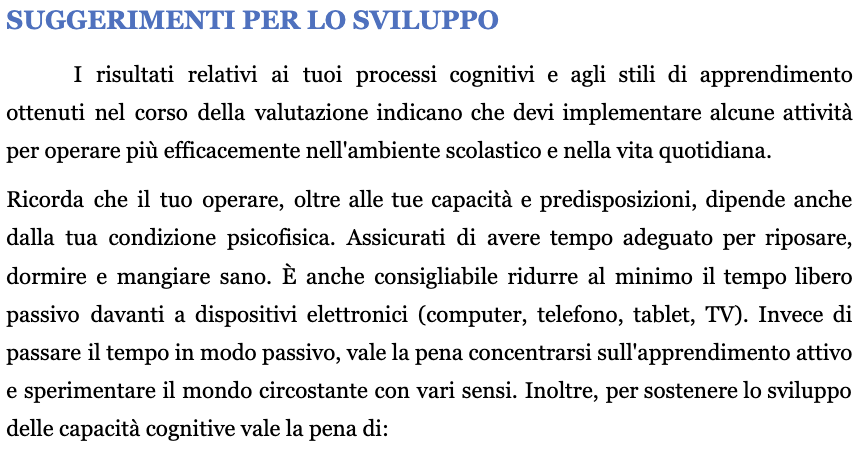 SUGGERIMENTI PER LO SVILUPPO
I risultati relativi ai tuoi processi cognitivi e agli stili di apprendimento
ottenuti nel corso della valutazione indicano che devi implementare alcune attività
per operare più efficacemente nell'ambiente scolastico e nella vita quotidiana.
Ricorda che il tuo operare, oltre alle tue capacità e predisposizioni, dipende anche
dalla tua condizione psicofisica. Assicurati di avere tempo adeguato per riposare,
dormire e mangiare sano. È anche consigliabile ridurre al minimo il tempo libero
passivo davanti a dispositivi elettronici (computer, telefono, tablet, TV). Invece di
passare il tempo in modo passivo, vale la pena concentrarsi sull'apprendimento attivo
e sperimentare il mondo circostante con vari sensi. Inoltre, per sostenere lo sviluppo
delle capacità cognitive vale la pena di: